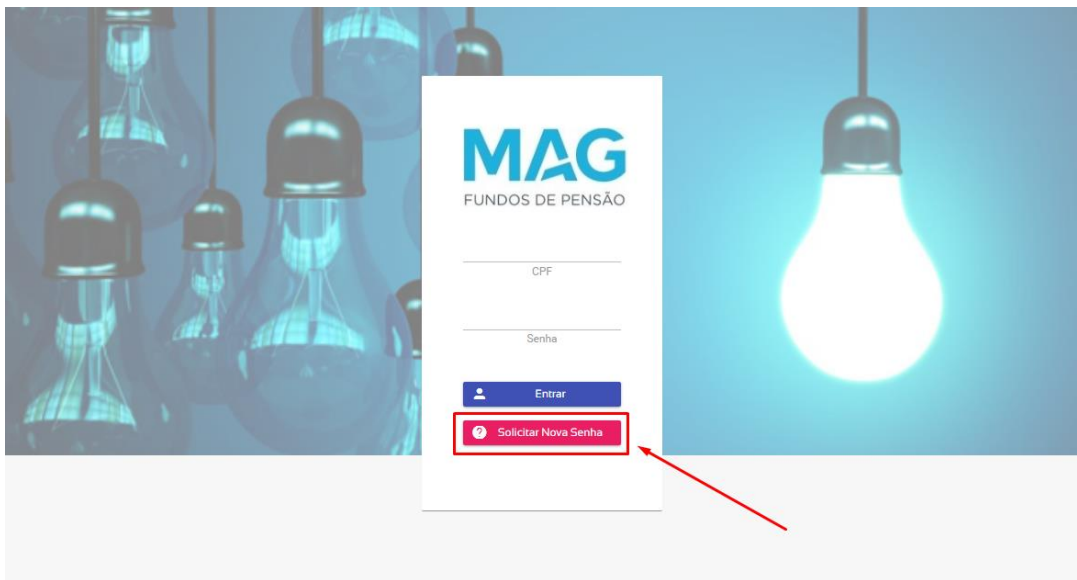 MAG
FUNDOS DE PENSÃO
CPF
Senha
Entrar
Solicitar Nova Senha